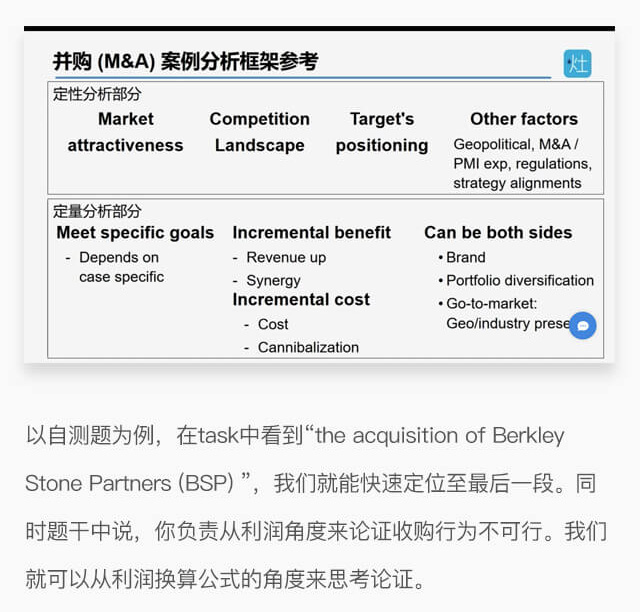 并购 (M&A) 案例分析框架参考
灶
定性分析部分
Market attractiveness
Competition Landscape
Target's positioning
Other factors
Geopolitical, M&A /
PMI exp, regulations,
strategy alignments
定量分析部分
Meet specific goals
- Depends on
case specific
Incremental benefit
- Revenue up
- Synergy
Incremental cost
- Cost
- Cannibalization
Can be both sides
• Brand
• Portfolio diversification
• Go-to-market:
Geo/industry prese
以自测题为例，在task中看到“the acquisition of Berkley
Stone Partners (BSP) ”，我们就能快速定位至最后一段。同
时题干中说，你负责从利润角度来论证收购行为不可行。我们
就可以从利润换算公式的角度来思考论证。